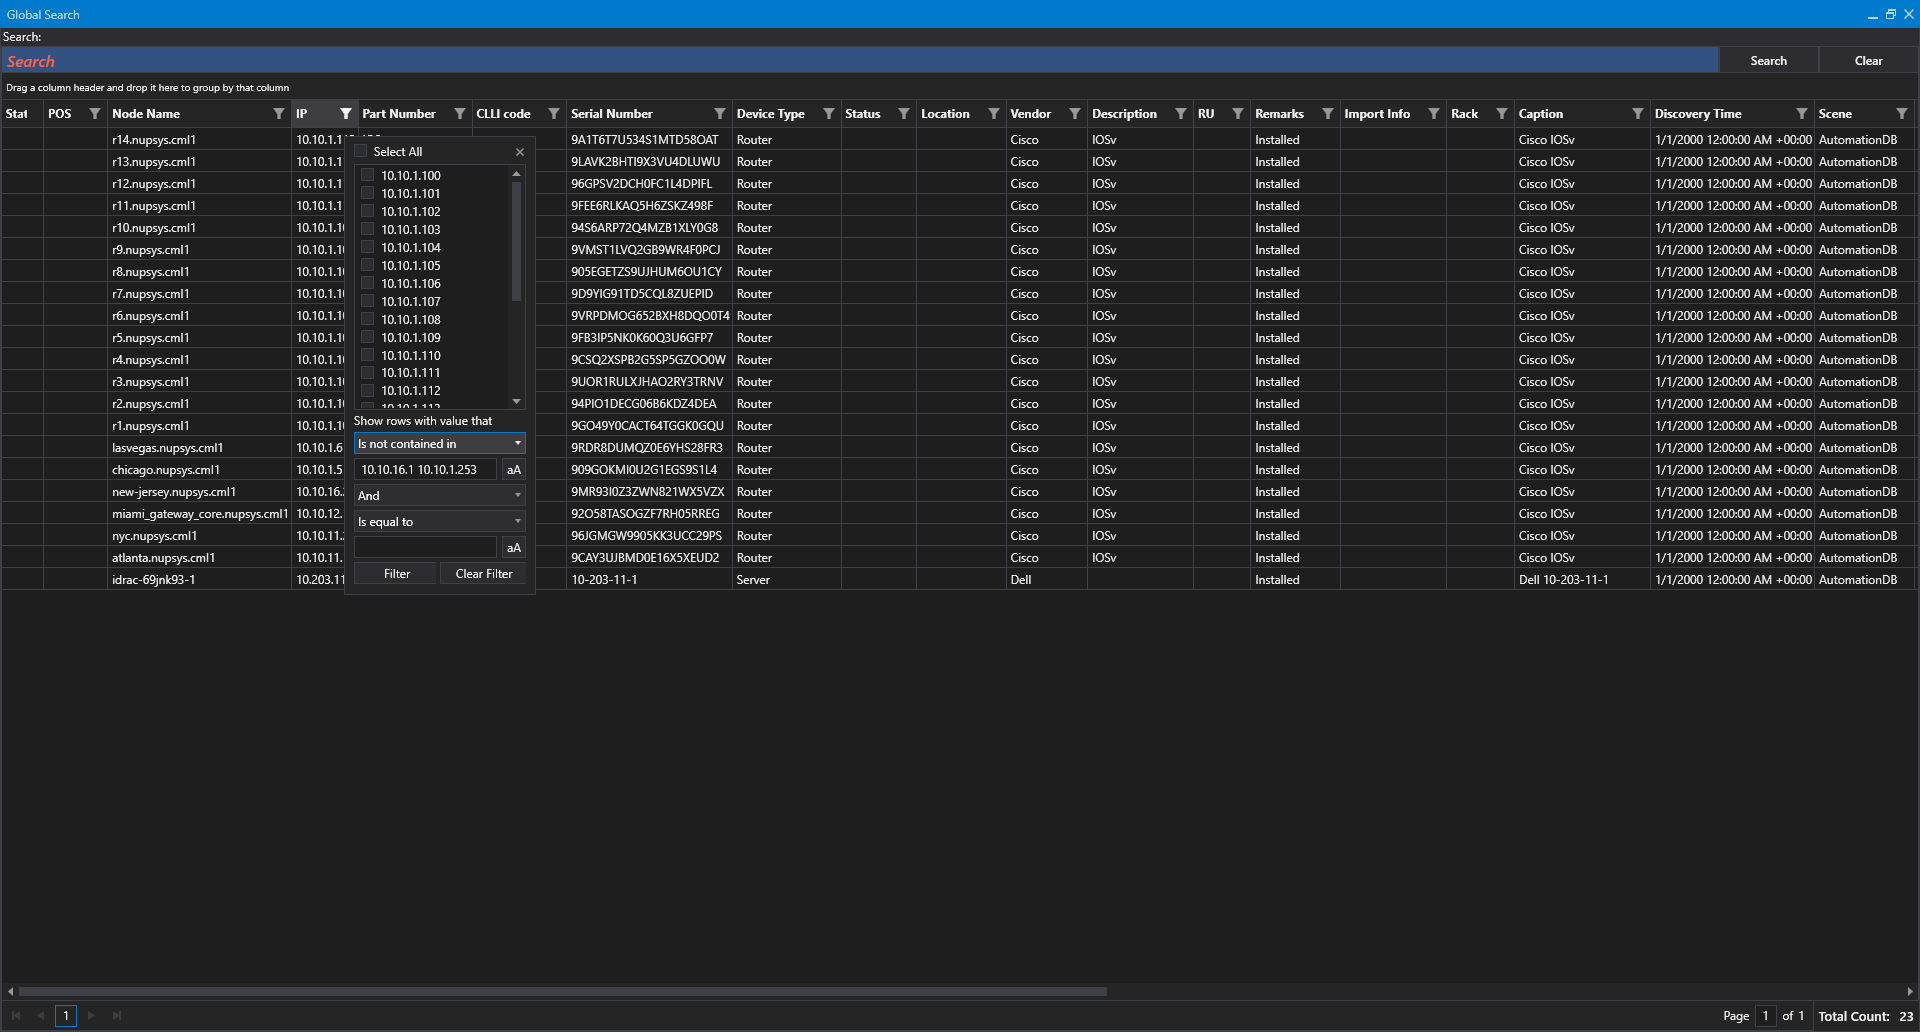 Global Search
Search:
Search Search Clear
Drag a column header and drop it here to group by that column
Stat POS Node Name IP Part Number CLLI code Serial Number Device Type Status Location Vendor Description RU Remarks Import Info Rack Caption Discovery Time Scene
r14.nupsys.cml1 9A1T6T7U534S1MTD58OAT Router Cisco IOSv Installed Cisco IOSv 1/1/2000 12:00:00 AM +00:00 AutomationDB
r13.nupsys.cml1 10.10.1.1 9LAVK2BHTI9X3VU4DLUWU Router Cisco IOSv Installed Cisco IOSv 1/1/2000 12:00:00 AM +00:00 AutomationDB
r12.nupsys.cml1 10.10.1.1 96GPSV2DCH0FC1L4DPIFL Router Cisco IOSv Installed Cisco IOSv 1/1/2000 12:00:00 AM +00:00 AutomationDB
r11.nupsys.cml1 10.10.1.1 9FEE6RLKAQ5H6ZSKZ498F Router Cisco IOSv Installed Cisco IOSv 1/1/2000 12:00:00 AM +00:00 AutomationDB
r10.nupsys.cml1 10.10.1.10 94S6ARP72Q4MZB1XLY0G8 Router Cisco IOSv Installed Cisco IOSv 1/1/2000 12:00:00 AM +00:00 AutomationDB
r9.nupsys.cml1 10.10.1.10 9VMST1LVQ2GB9WR4F0PCJ Router Cisco IOSv Installed Cisco IOSv 1/1/2000 12:00:00 AM +00:00 AutomationDB
r8.nupsys.cml1 10.10.1.10 905EGETZS9UJHUM6OU1CY Router Cisco IOSv Installed Cisco IOSv 1/1/2000 12:00:00 AM +00:00 AutomationDB
r7.nupsys.cml1 10.10.1.10 9D9YIG91TD5CQL8ZUEPID Router Cisco IOSv Installed Cisco IOSv 1/1/2000 12:00:00 AM +00:00 AutomationDB
r6.nupsys.cml1 10.10.1.10 9VRPDMOG652BXH8DQO0T4 Router Cisco IOSv Installed Cisco IOSv 1/1/2000 12:00:00 AM +00:00 AutomationDB
r5.nupsys.cml1 10.10.1.10 9FB3IP5NK0K60Q3U6GFP7 Router Cisco IOSv Installed Cisco IOSv 1/1/2000 12:00:00 AM +00:00 AutomationDB
r4.nupsys.cml1 10.10.1.10 9CSQ2XSPB2G5SP5GZOO0W Router Cisco IOSv Installed Cisco IOSv 1/1/2000 12:00:00 AM +00:00 AutomationDB
r3.nupsys.cml1 10.10.1.10 9UOR1RULXJHAO2RY3TRNV Router Cisco IOSv Installed Cisco IOSv 1/1/2000 12:00:00 AM +00:00 AutomationDB
r2.nupsys.cml1 10.10.1.10 94PIO1DECG06B6KDZ4DEA Router Cisco IOSv Installed Cisco IOSv 1/1/2000 12:00:00 AM +00:00 AutomationDB
r1.nupsys.cml1 10.10.1.10 9GO49Y0CACT64TGGK0GQU Router Cisco IOSv Installed Cisco IOSv 1/1/2000 12:00:00 AM +00:00 AutomationDB
lasvegas.nupsys.cml1 10.10.1.6 9RDR8DUMQZ0E6YHS28FR3 Router Cisco IOSv Installed Cisco IOSv 1/1/2000 12:00:00 AM +00:00 AutomationDB
chicago.nupsys.cml1 10.10.1.5 909GOKMI0U2G1EGS9S1L4 Router Cisco IOSv Installed Cisco IOSv 1/1/2000 12:00:00 AM +00:00 AutomationDB
new-jersey.nupsys.cml1 10.10.16. 9MR93I0Z3ZWN821WX5VZX Router Cisco IOSv Installed Cisco IOSv 1/1/2000 12:00:00 AM +00:00 AutomationDB
miami_gateway_core.nupsys.cml1 10.10.12. 92O58TASOGZF7RH05RREG Router Cisco IOSv Installed Cisco IOSv 1/1/2000 12:00:00 AM +00:00 AutomationDB
nyc.nupsys.cml1 10.10.11. 96JGMGW9905KK3UCC29PS Router Cisco IOSv Installed Cisco IOSv 1/1/2000 12:00:00 AM +00:00 AutomationDB
atlanta.nupsys.cml1 10.10.11. 9CAY3UJBMD0E16X5XEUD2 Router Cisco IOSv Installed Cisco IOSv 1/1/2000 12:00:00 AM +00:00 AutomationDB
idrac-69jnk93-1 10.203.11 10-203-11-1 Server Dell Installed Dell 10-203-11-1 1/1/2000 12:00:00 AM +00:00 AutomationDB
Select All
10.10.1.100
10.10.1.101
10.10.1.102
10.10.1.103
10.10.1.104
10.10.1.105
10.10.1.106
10.10.1.107
10.10.1.108
10.10.1.109
10.10.1.110
10.10.1.111
10.10.1.112
Show rows with value that
Is not contained in
10.10.16.1 10.10.1.253 aA
And
Is equal to
aA
Filter Clear Filter
1 Page 1 of 1 Total Count: 23